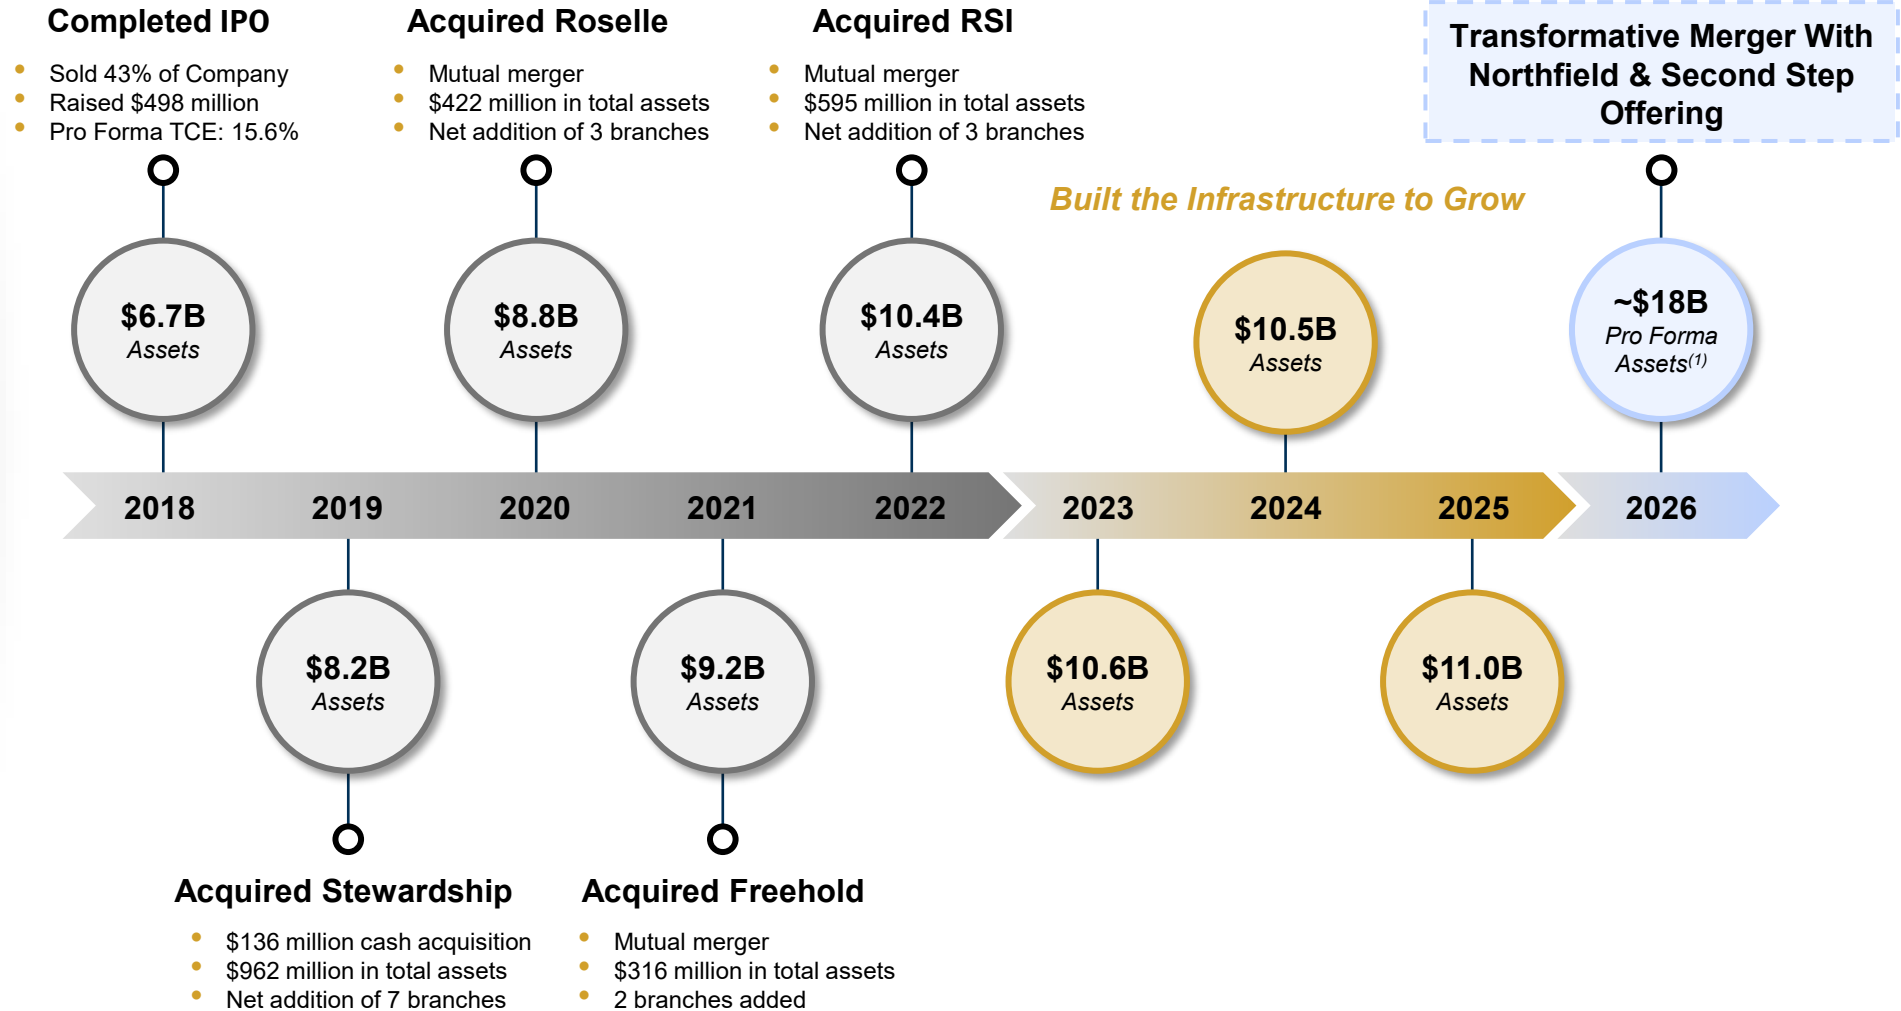 Completed IPO
• Sold 43% of Company
• Raised $498 million
• Pro Forma TCE: 15.6%
Acquired Roselle
• Mutual merger
• $422 million in total assets
• Net addition of 3 branches
Acquired RSI
• Mutual merger
• $595 million in total assets
• Net addition of 3 branches
Transformative Merger With
Northfield & Second Step
Offering
Built the Infrastructure to Grow
$6.7B
Assets
$8.8B
Assets
$10.4B
Assets
$10.5B
Assets
~$18B
Pro Forma
Assets(1)
2018 2019 2020 2021 2022 2023 2024 2025 2026
$8.2B
Assets
$9.2B
Assets
$10.6B
Assets
$11.0B
Assets
Acquired Stewardship
• $136 million cash acquisition
• $962 million in total assets
• Net addition of 7 branches
Acquired Freehold
• Mutual merger
• $316 million in total assets
• 2 branches added